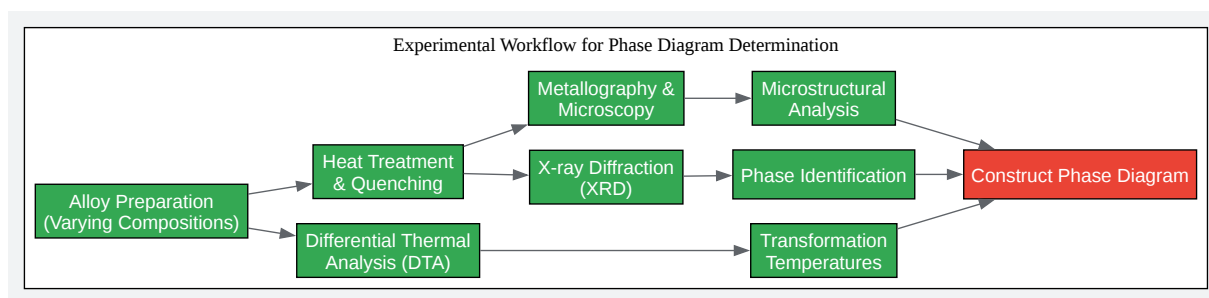 Experimental Workflow for Phase Diagram Determination
Metallography &
Microscopy
Microstructural
Analysis
Heat Treatment
& Quenching
X-ray Diffraction
(XRD)
Phase Identification
Construct Phase Diagram
Alloy Preparation
(Varying Compositions)
Differential Thermal
Analysis (DTA)
Transformation
Temperatures